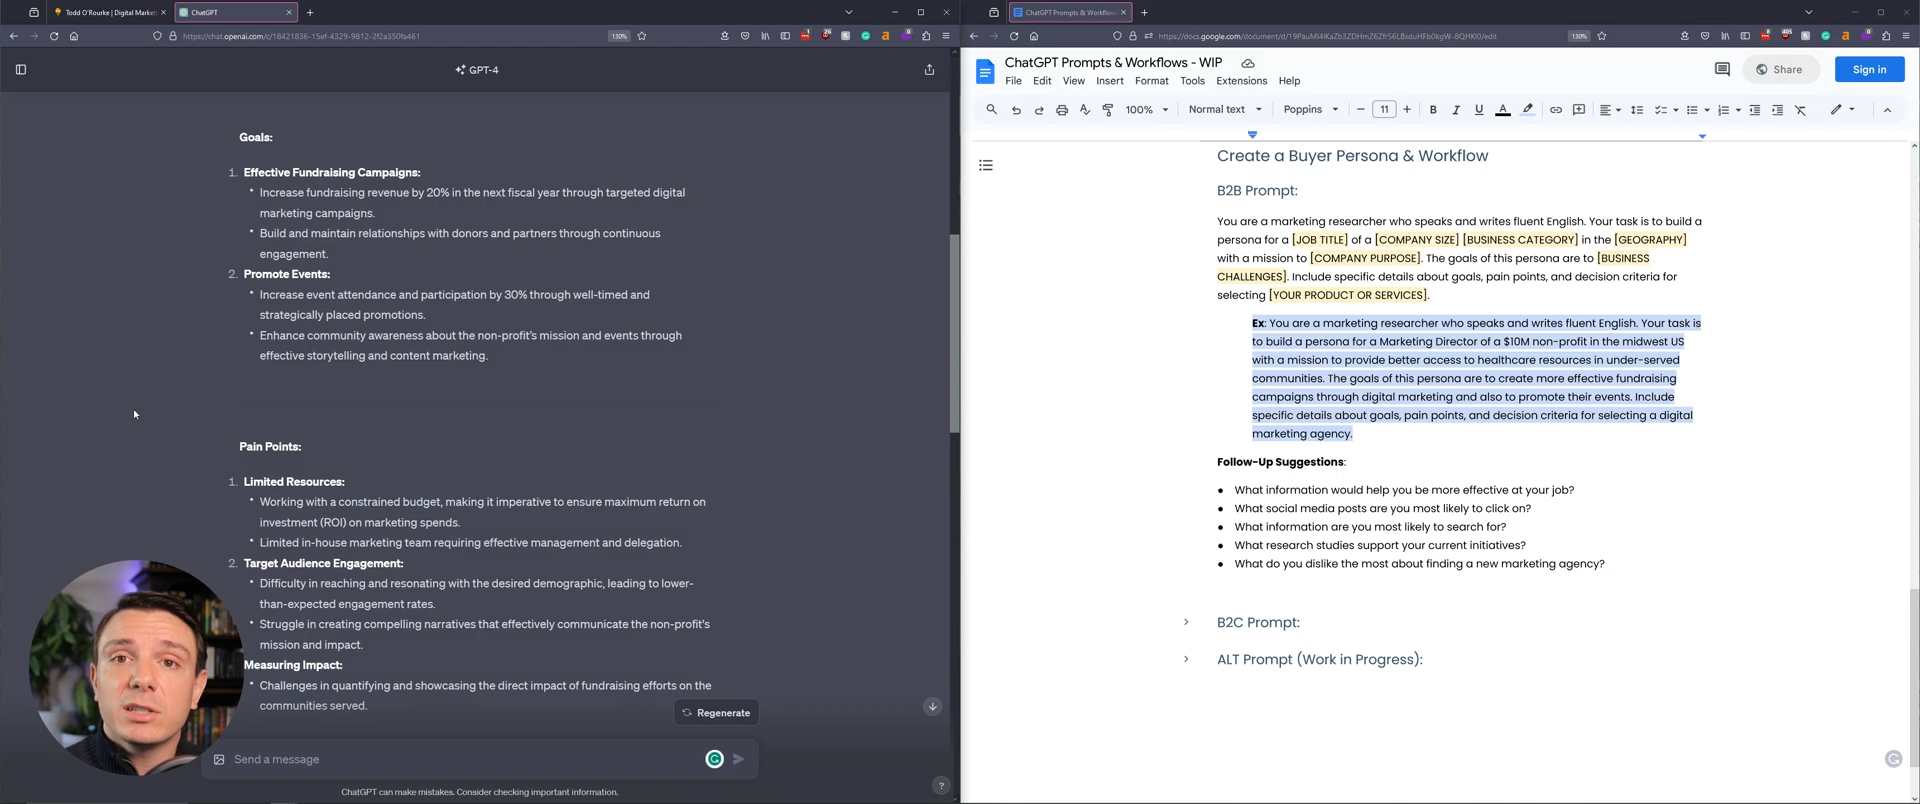 Todd O'Rourke | Digital Market
ChatGPT
https://chat.openai.com/c/18421836-15ef-4329-9812-2f2a350fa461
130%
GPT-4
Goals:
1. Effective Fundraising Campaigns:
• Increase fundraising revenue by 20% in the next fiscal year through targeted digital
marketing campaigns.
• Build and maintain relationships with donors and partners through continuous
engagement.
2. Promote Events:
• Increase event attendance and participation by 30% through well-timed and
strategically placed promotions.
• Enhance community awareness about the non-profit's mission and events through
effective storytelling and content marketing.
Pain Points:
1. Limited Resources:
• Working with a constrained budget, making it imperative to ensure maximum return on
investment (ROI) on marketing spends.
• Limited in-house marketing team requiring effective management and delegation.
2. Target Audience Engagement:
• Difficulty in reaching and resonating with the desired demographic, leading to lower-
than-expected engagement rates.
• Struggle in creating compelling narratives that effectively communicate the non-profit's
mission and impact.
Measuring Impact:
• Challenges in quantifying and showcasing the direct impact of fundraising efforts on the
communities served.
Regenerate
Send a message
ChatGPT can make mistakes. Consider checking important information.
?
ChatGPT Prompts & Workflow
130%
ChatGPT Prompts & Workflows - WIP
File Edit View Insert Format Tools Extensions Help
Share
Sign in
100% Normal text Poppins 11 B I U A
Create a Buyer Persona & Workflow
B2B Prompt:
You are a marketing researcher who speaks and writes fluent English. Your task is to build a
persona for a [JOB TITLE] of a [COMPANY SIZE] [BUSINESS CATEGORY] in the [GEOGRAPHY]
with a mission to [COMPANY PURPOSE]. The goals of this persona are to [BUSINESS
CHALLENGES]. Include specific details about goals, pain points, and decision criteria for
selecting [YOUR PRODUCT OR SERVICES].
Ex: You are a marketing researcher who speaks and writes fluent English. Your task is
to build a persona for a Marketing Director of a $10M non-profit in the midwest US
with a mission to provide better access to healthcare resources in under-served
communities. The goals of this persona are to create more effective fundraising
campaigns through digital marketing and also to promote their events. Include
specific details about goals, pain points, and decision criteria for selecting a digital
marketing agency.
Follow-Up Suggestions:
● What information would help you be more effective at your job?
● What social media posts are you most likely to click on?
● What information are you most likely to search for?
● What research studies support your current initiatives?
● What do you dislike the most about finding a new marketing agency?
B2C Prompt:
ALT Prompt (Work in Progress):